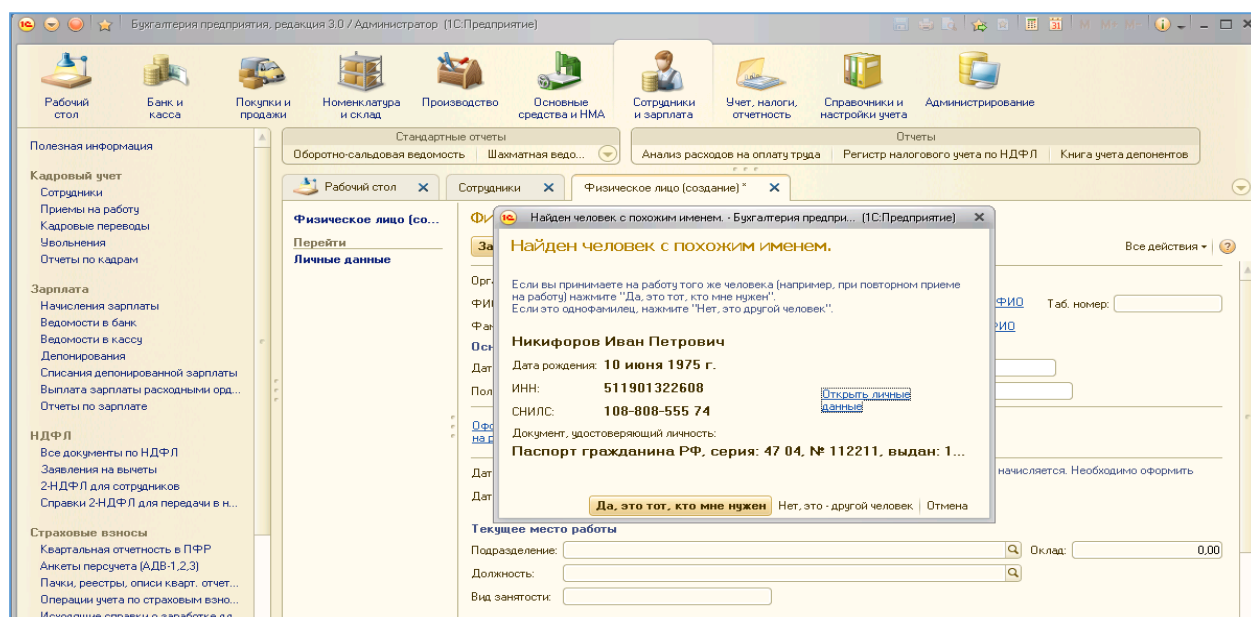 Бухгалтерия предприятия, редакция 3.0 / Администратор (1С:Предприятие)
31 M M+ M-
Рабочий стол
Банк и касса
Покупки и продажи
Номенклатура и склад
Производство
Основные средства и НМА
Сотрудники и зарплата
Учет, налоги, отчетность
Справочники и настройки учета
Администрирование
Стандартные отчеты
Оборотно-сальдовая ведомость Шахматная ведо...
Отчеты
Анализ расходов на оплату труда Регистр налогового учета по НДФЛ Книга учета депонентов
Полезная информация
Кадровый учет
Сотрудники
Приемы на работу
Кадровые переводы
Увольнения
Отчеты по кадрам
Зарплата
Начисления зарплаты
Ведомости в банк
Ведомости в кассу
Депонирования
Списания депонированной зарплаты
Выплата зарплаты расходными орд...
Отчеты по зарплате
НДФЛ
Все документы по НДФЛ
Заявления на вычеты
2-НДФЛ для сотрудников
Справки 2-НДФЛ для передачи в н...
Страховые взносы
Квартальная отчетность в ПФР
Анкеты персучета (АДВ-1,2,3)
Пачки, реестры, описи кварт. отчет...
Операции учета по страховым взно...
Рабочий стол Сотрудники Физическое лицо (создание) *
Физическое лицо (со...
Перейти
Личные данные
Все действия
Орг
ФИО Таб. номер:
Дат
Пол
на р
Дат начисляется. Необходимо оформить
Дат
Найден человек с похожим именем. - Бухгалтерия предпри... (1С:Предприятие)
Найден человек с похожим именем.
Если вы принимаете на работу того же человека (например, при повторном приеме
на работу) нажмите "Да, это тот, кто мне нужен".
Если это однофамилец, нажмите "Нет, это другой человек".
Никифоров Иван Петрович
Дата рождения: 10 июня 1975 г.
ИНН: 511901322608
СНИЛС: 108-808-555 74
Открыть личные
данные
Документ, удостоверяющий личность:
Паспорт гражданина РФ, серия: 47 04, № 112211, выдан: 1...
Да, это тот, кто мне нужен Нет, это - другой человек Отмена
Текущее место работы
Подразделение: Оклад: 0,00
Должность:
Вид занятости: